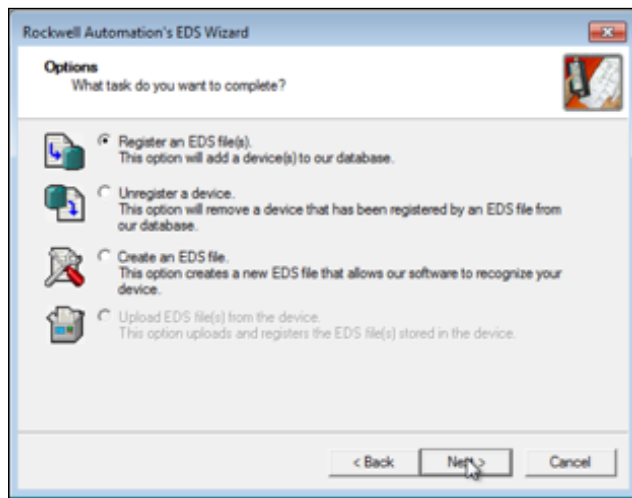 Rockwell Automation's EDS Wizard
Options
What task do you want to complete?
Register an EDS file(s).
This option will add a device(s) to our database.
Unregister a device.
This option will remove a device that has been registered by an EDS file from
our database.
Create an EDS file.
This option creates a new EDS file that allows our software to recognize your
device.
Upload EDS file(s) from the device.
This option uploads and registers the EDS file(s) stored in the device.
< Back
Next >
Cancel